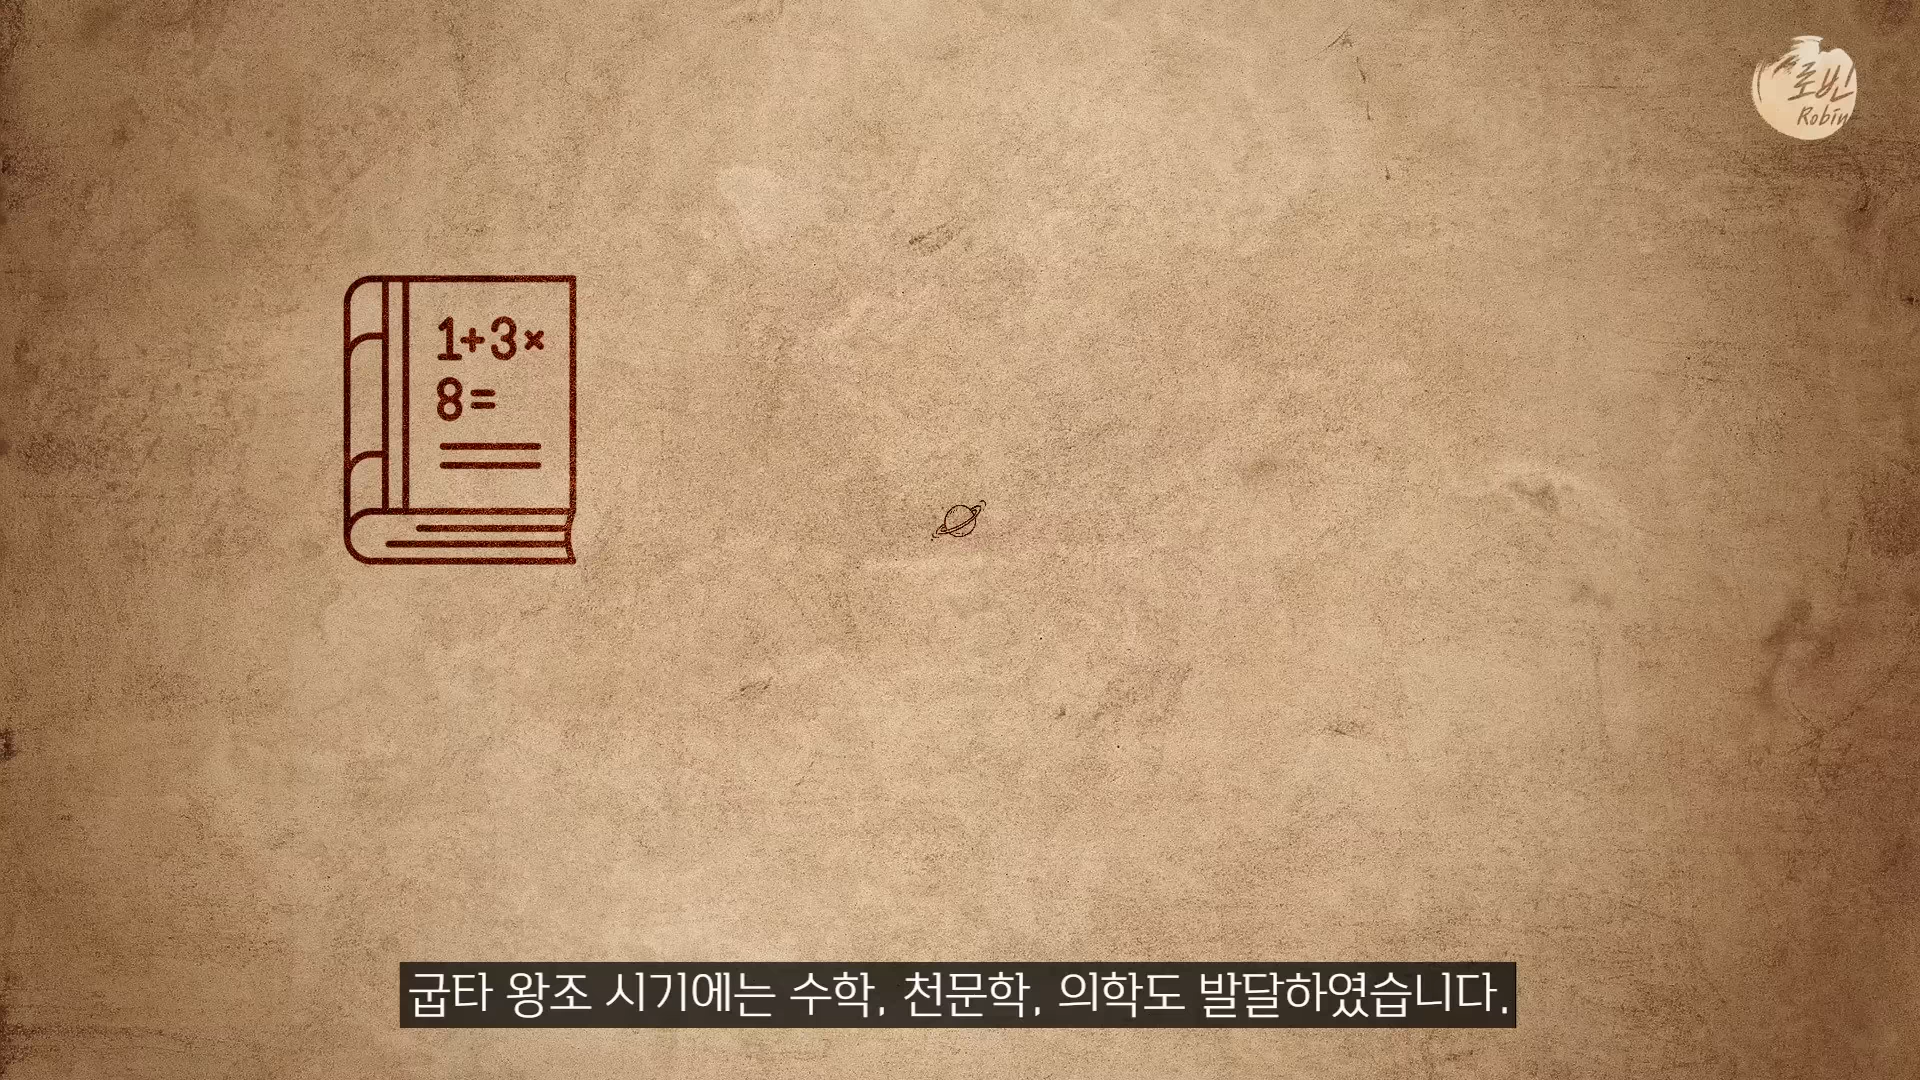 로빈
Robin
1+3×
8=
굽타 왕조 시기에는 수학, 천문학, 의학도 발달하였습니다.